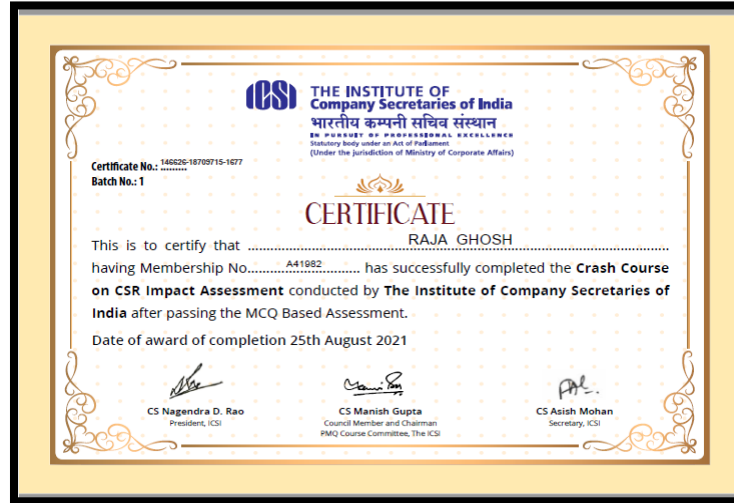 ICSI
THE INSTITUTE OF
Company Secretaries of India
भारतीय कम्पनी सचिव संस्थान
IN PURSUIT OF PROFESSIONAL EXCELLENCE
Statutory body under an Act of Parliament
(Under the jurisdiction of Ministry of Corporate Affairs)
Certificate No.: 146626-18709715-1677
Batch No.: 1
CERTIFICATE
This is to certify that ........ RAJA GHOSH ........
having Membership No........ A41982 ........ has successfully completed the Crash Course
on CSR Impact Assessment conducted by The Institute of Company Secretaries of
India after passing the MCQ Based Assessment.
Date of award of completion 25th August 2021
CS Nagendra D. Rao
President, ICSI
CS Manish Gupta
Council Member and Chairman
PMQ Course Committee, The ICSI
CS Asish Mohan
Secretary, ICSI